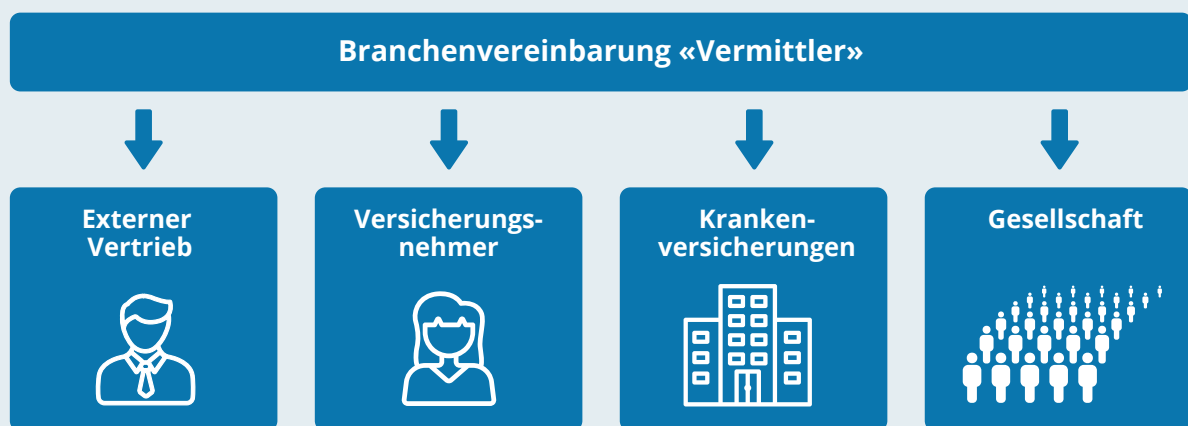 Branchenvereinbarung «Vermittler»
Externer
Vertrieb
Versicherungs-
nehmer
Kranken-
versicherungen
Gesellschaft